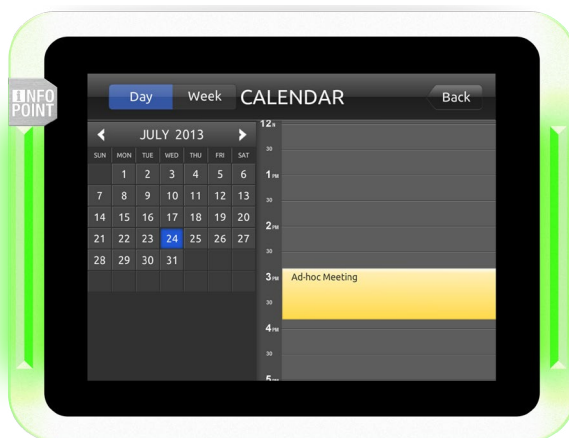 INFO
POINT
Day Week CALENDAR Back
JULY 2013
SUN MON TUE WED THU FRI SAT
1 2 3 4 5 6
7 8 9 10 11 12 13
14 15 16 17 18 19 20
21 22 23 24 25 26 27
28 29 30 31
12 N
30
1 PM
30
2 PM
30
3 PM Ad-hoc Meeting
30
4 PM
30
5 PM